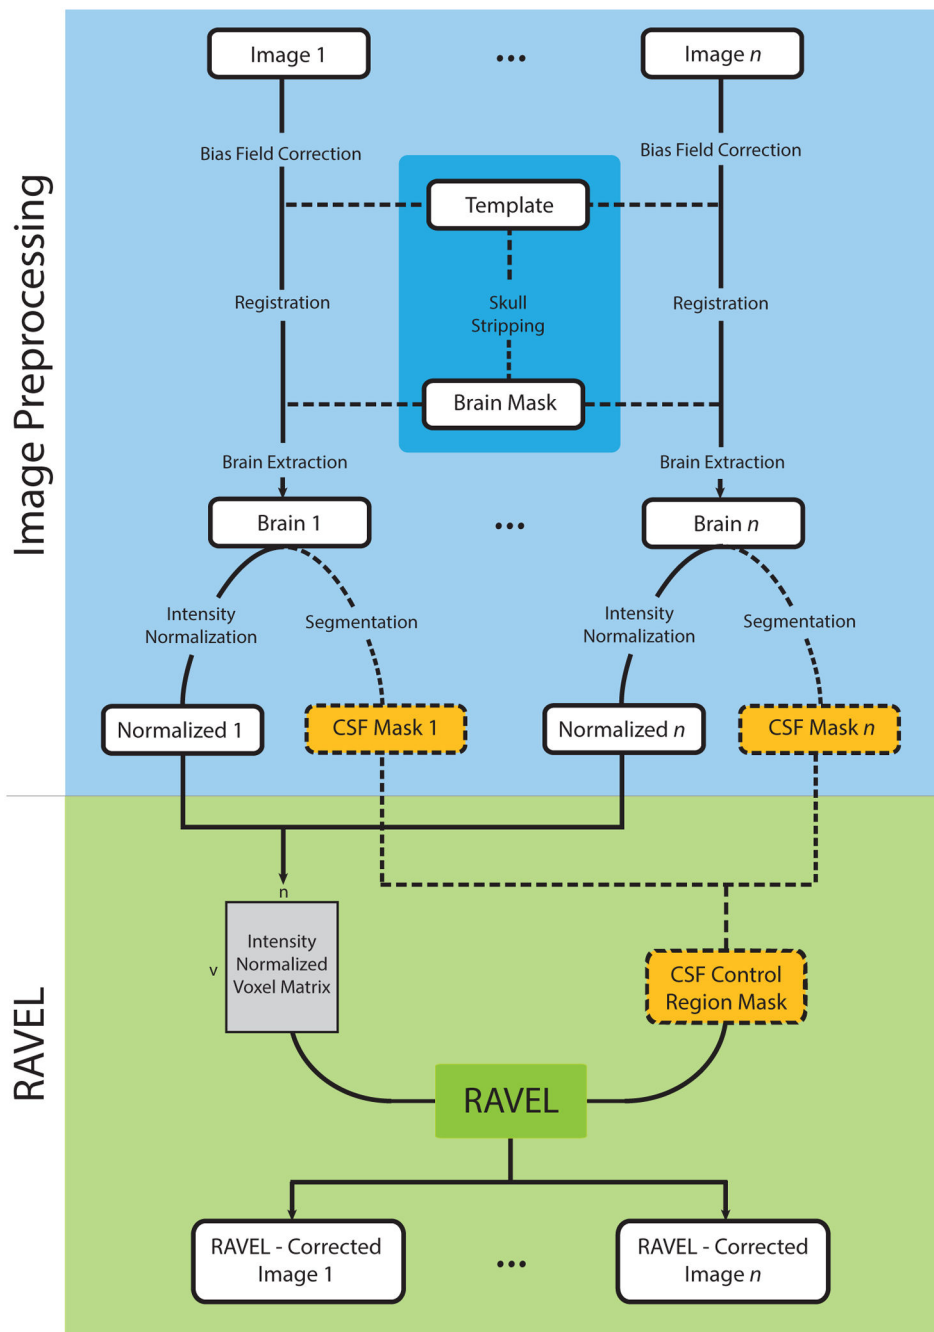 Image Preprocessing
Image 1
...
Image n
Bias Field Correction
Bias Field Correction
Template
Registration
Skull
Stripping
Registration
Brain Mask
Brain Extraction
Brain Extraction
Brain 1
...
Brain n
Intensity
Normalization
Segmentation
Intensity
Normalization
Segmentation
Normalized 1
CSF Mask 1
Normalized n
CSF Mask n
RAVEL
n
v
Intensity
Normalized
Voxel Matrix
CSF Control
Region Mask
RAVEL
RAVEL - Corrected
Image 1
...
RAVEL - Corrected
Image n